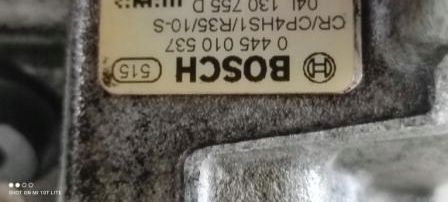 BOSCH 515
0 445 010 537
CR/CP4HS1/R35/10-S
04L 130 755 D
SHOT ON MI 10T LITE